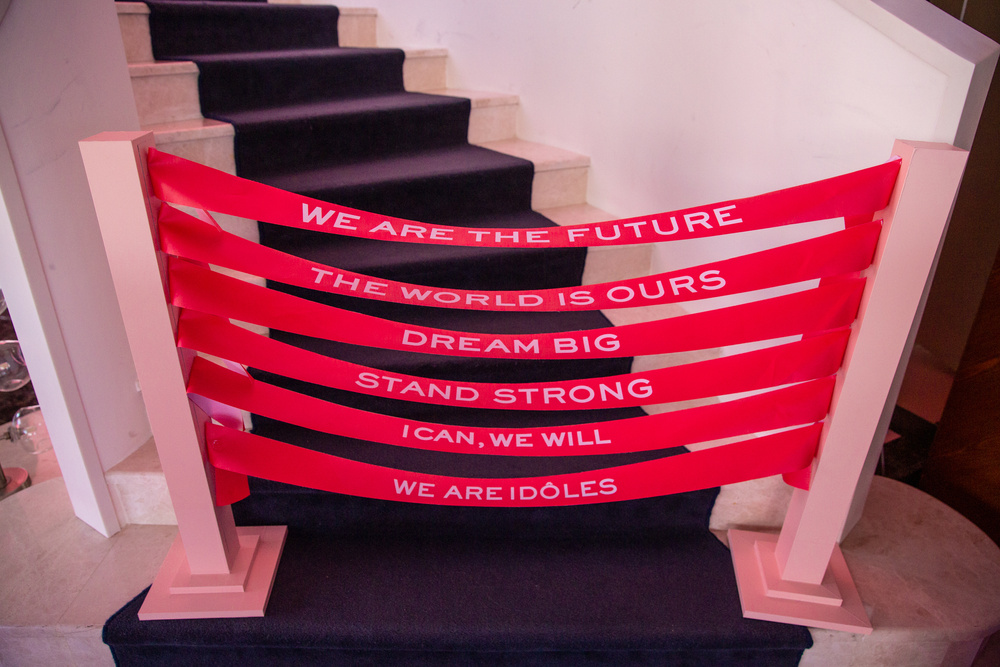 WE ARE THE FUTURE
THE WORLD IS OURS
DREAM BIG
STAND STRONG
I CAN, WE WILL
WE ARE IDÔLES